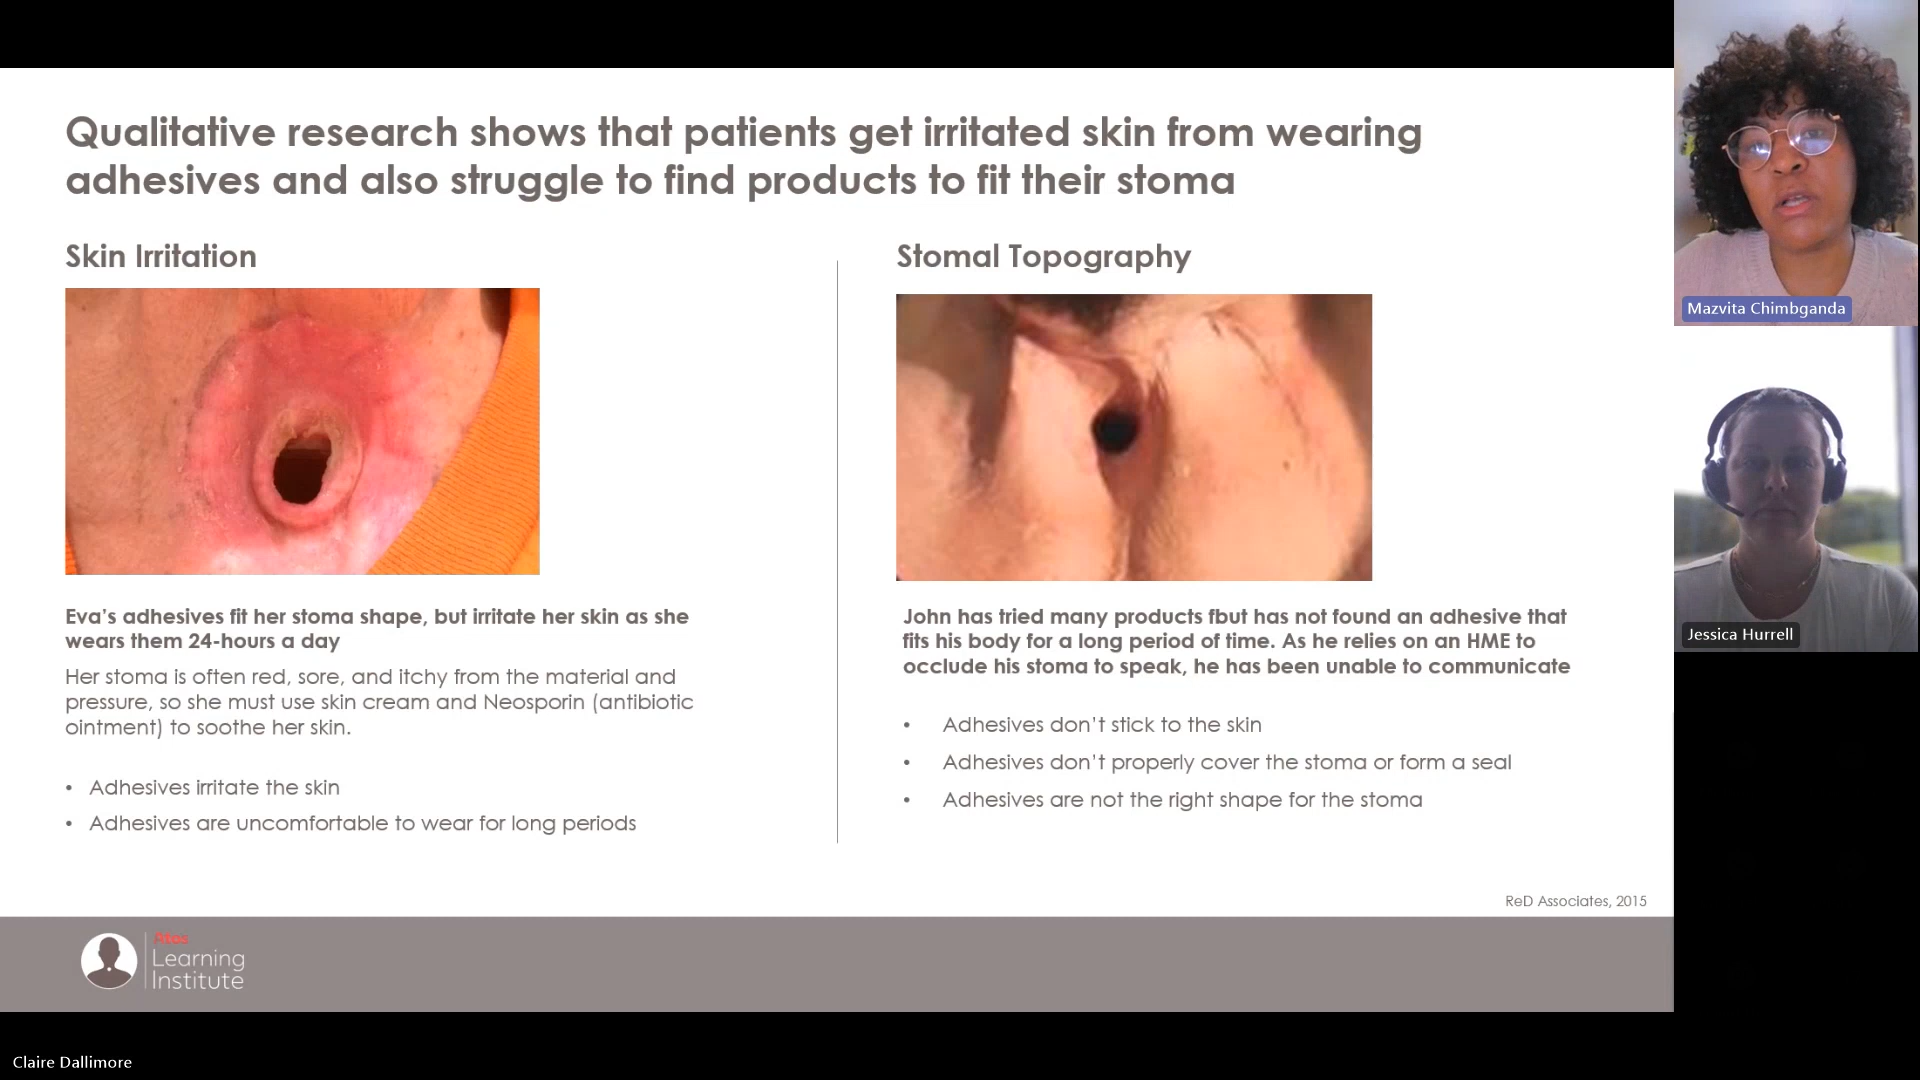 Qualitative research shows that patients get irritated skin from wearing
adhesives and also struggle to find products to fit their stoma
Skin Irritation
Eva's adhesives fit her stoma shape, but irritate her skin as she
wears them 24-hours a day
Her stoma is often red, sore, and itchy from the material and
pressure, so she must use skin cream and Neosporin (antibiotic
ointment) to soothe her skin.
• Adhesives irritate the skin
• Adhesives are uncomfortable to wear for long periods
Stomal Topography
John has tried many products fbut has not found an adhesive that
fits his body for a long period of time. As he relies on an HME to
occlude his stoma to speak, he has been unable to communicate
• Adhesives don't stick to the skin
• Adhesives don't properly cover the stoma or form a seal
• Adhesives are not the right shape for the stoma
ReD Associates, 2015
Atos
Learning
Institute
Mazvita Chimbganda
Jessica Hurrell
Claire Dallimore